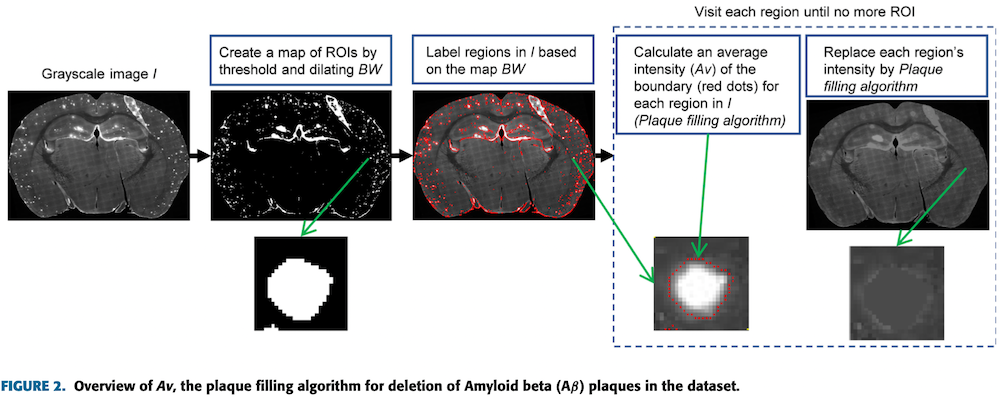 Visit each region until no more ROI
Grayscale image I
Create a map of ROIs by
threshold and dilating BW
Label regions in I based
on the map BW
Calculate an average
intensity (Av) of the
boundary (red dots) for
each region in I
(Plaque filling algorithm)
Replace each region's
intensity by Plaque
filling algorithm
FIGURE 2. Overview of Av, the plaque filling algorithm for deletion of Amyloid beta (Aβ) plaques in the dataset.